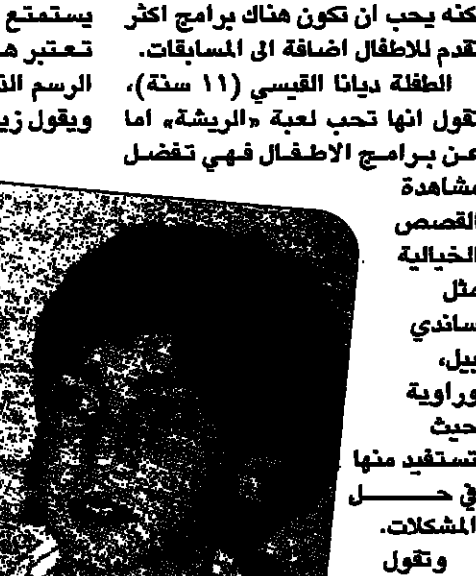 لكنه يحب ان تكون هناك برامج اكثر
تقدم للاطفال اضافة الى المسابقات.
الطفلة ديانا القيسي (١١ سنة)،
تقول انها تحب لعبة «الريشة» اما
عن برامج الاطفال فهي تفضل
مشاهدة
القصص
الخيالية
مثل
ساندي
بيل،
وراوية
حيث
تستفيد منها
في حل
المشكلات.
وتقول
يستمتع
تعتبر
الرسم
ويقول